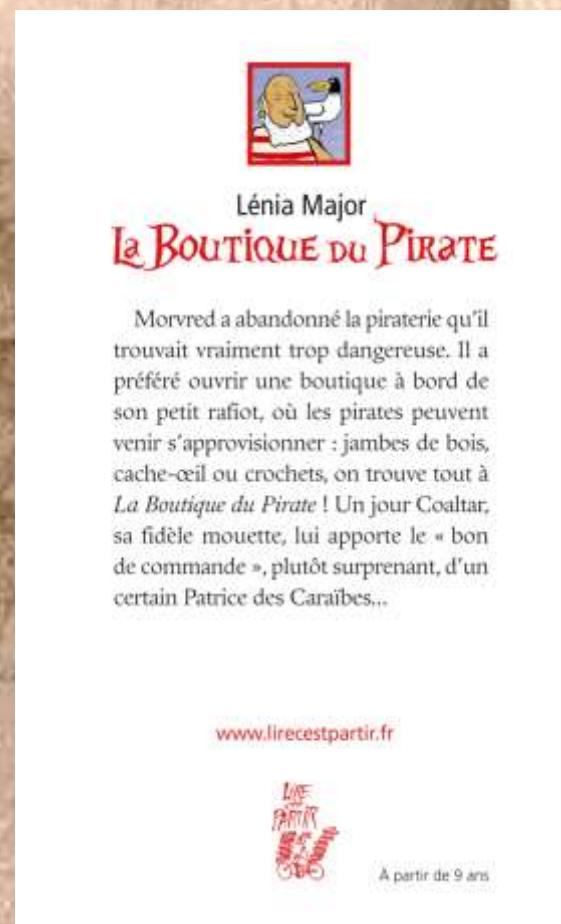 Lénia Major
La Boutique du Pirate
Morvred a abandonné la piraterie qu'il
trouvait vraiment trop dangereuse. Il a
préféré ouvrir une boutique à bord de
son petit rafiot, où les pirates peuvent
venir s'approvisionner : jambes de bois,
cache-œil ou crochets, on trouve tout à
La Boutique du Pirate ! Un jour Coaltar,
sa fidèle mouette, lui apporte le « bon
de commande », plutôt surprenant, d'un
certain Patrice des Caraïbes...
www.lirecestpartir.fr
LIRE
C'EST
PARTIR
À partir de 9 ans